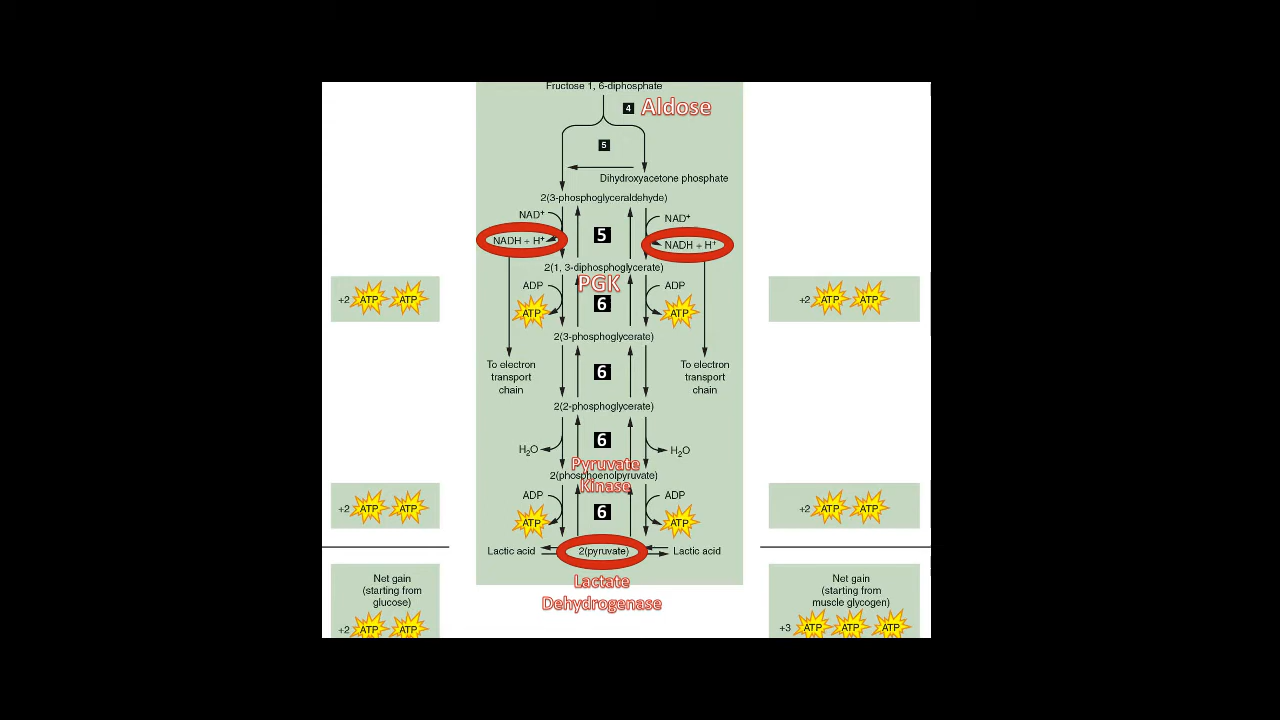 Fructose 1, 6-diphosphate
4 Aldose
5
Dihydroxyacetone phosphate
2(3-phosphoglyceraldehyde)
NAD+ NAD+
NADH + H+ 5 NADH + H+
2(1, 3-diphosphoglycerate)
PGK
ADP ADP
+2 ATP ATP ATP 6 ATP +2 ATP ATP
2(3-phosphoglycerate)
To electron To electron
transport 6 transport
chain chain
2(2-phosphoglycerate)
6
H2O H2O
Pyruvate
2(phosphoenolpyruvate)
Kinase
ADP ADP
+2 ATP ATP 6 +2 ATP ATP
ATP ATP
Lactic acid 2(pyruvate) Lactic acid
Lactate
Dehydrogenase
Net gain
(starting from
glucose)
+2 ATP ATP
Net gain
(starting from
muscle glycogen)
+3 ATP ATP ATP